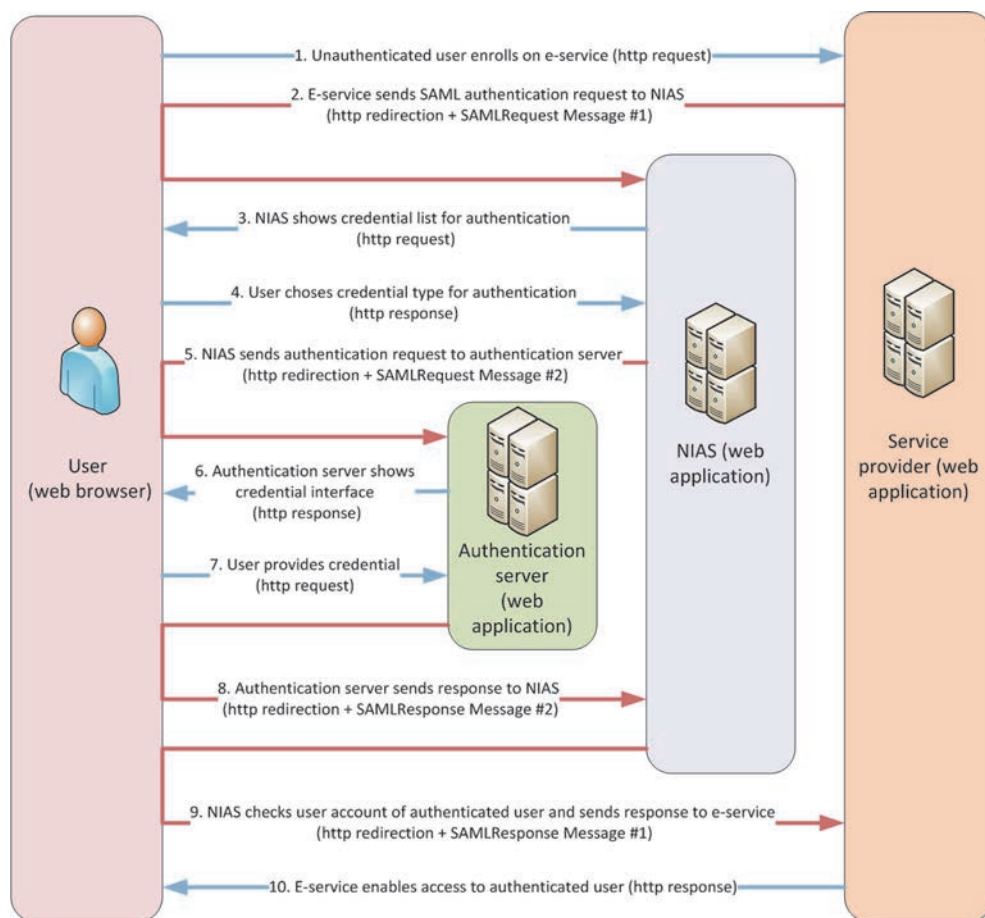 1. Unauthenticated user enrolls on e-service (http request)
2. E-service sends SAML authentication request to NIAS
(http redirection + SAMLRequest Message #1)
3. NIAS shows credential list for authentication
(http request)
4. User choses credential type for authentication
(http response)
5. NIAS sends authentication request to authentication server
(http redirection + SAMLRequest Message #2)
User
(web browser)
NIAS (web
application)
Service
provider (web
application)
6. Authentication server shows
credential interface
(http response)
Authentication
server
(web
application)
7. User provides credential
(http request)
8. Authentication server sends response to NIAS
(http redirection + SAMLResponse Message #2)
9. NIAS checks user account of authenticated user and sends response to e-service
(http redirection + SAMLResponse Message #1)
10. E-service enables access to authenticated user (http response)